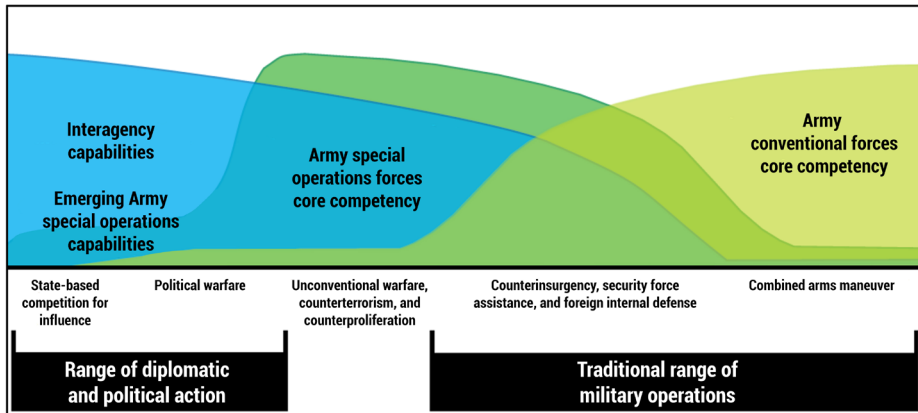 Interagency
capabilities
Emerging Army
special operations
capabilities
Army special
operations forces
core competency
Army
conventional forces
core competency
State-based
competition for
influence
Political warfare
Unconventional warfare,
counterterrorism, and
counterproliferation
Counterinsurgency, security force
assistance, and foreign internal defense
Combined arms maneuver
Range of diplomatic
and political action
Traditional range of
military operations